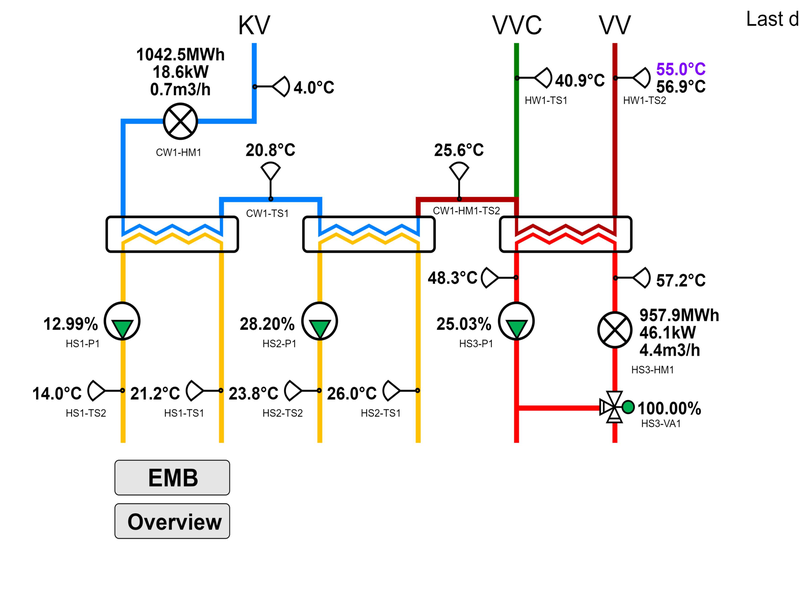 KV
VVC
VV
Last d
1042.5MWh
18.6kW
0.7m3/h
CW1-HM1
4.0°C
40.9°C
HW1-TS1
55.0°C
56.9°C
HW1-TS2
20.8°C
CW1-TS1
25.6°C
CW1-HM1-TS2
48.3°C
57.2°C
12.99%
HS1-P1
28.20%
HS2-P1
25.03%
HS3-P1
957.9MWh
46.1kW
4.4m3/h
HS3-HM1
14.0°C
HS1-TS2
21.2°C
HS1-TS1
23.8°C
HS2-TS2
26.0°C
HS2-TS1
100.00%
HS3-VA1
EMB
Overview